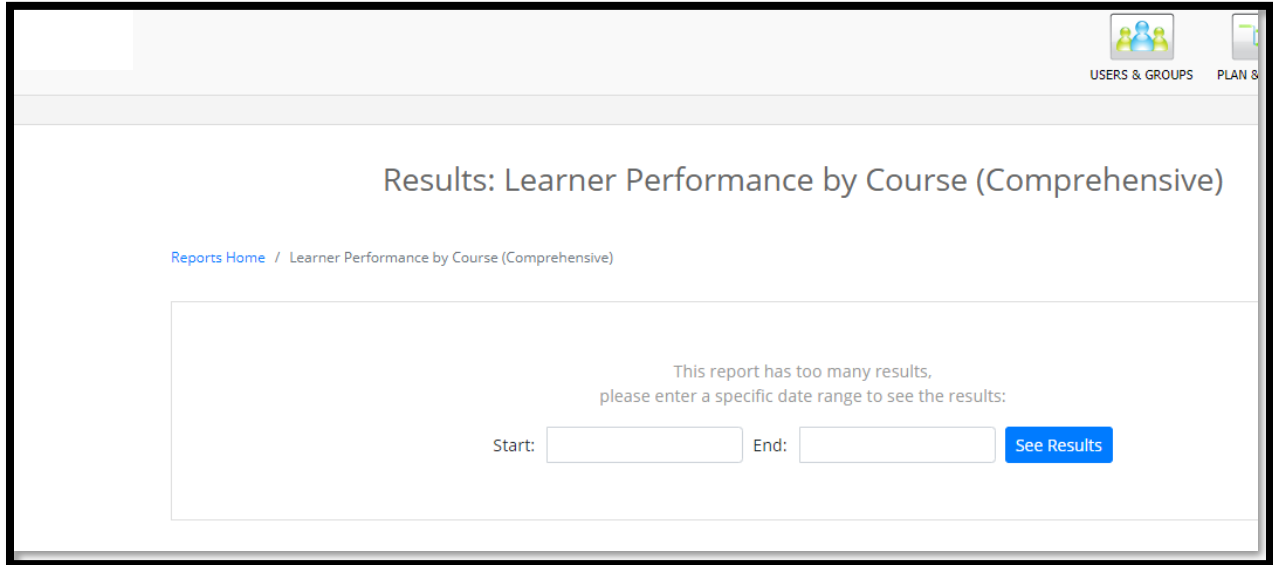 USERS & GROUPS PLAN &
Results: Learner Performance by Course (Comprehensive)
Reports Home / Learner Performance by Course (Comprehensive)
This report has too many results,
please enter a specific date range to see the results:
Start: End: See Results